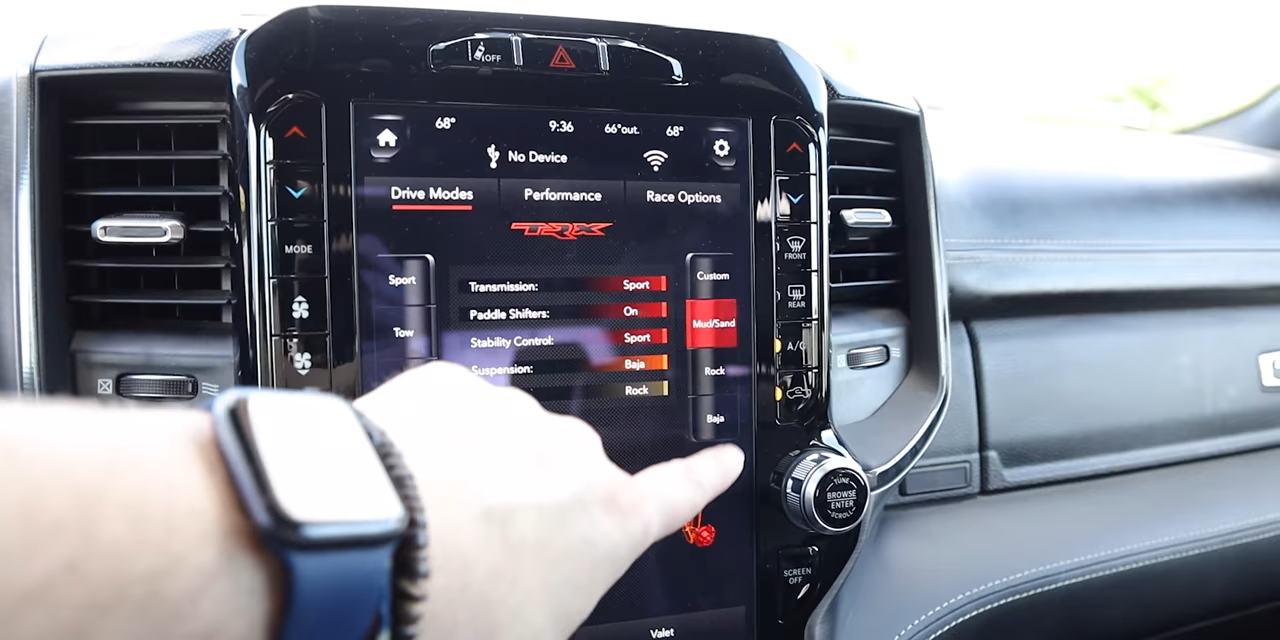 OFF
68°
9:36
66°out.
68°
No Device
Drive Modes
Performance
Race Options
TRX
MODE
Sport
Tow
Transmission:
Sport
Paddle Shifters:
On
Stability Control:
Sport
Suspension:
Baja
Rock
Custom
Mud/Sand
Rock
Baja
FRONT
REAR
A/C
TUNE
BROWSE
ENTER
SCROLL
SCREEN
OFF
Valet